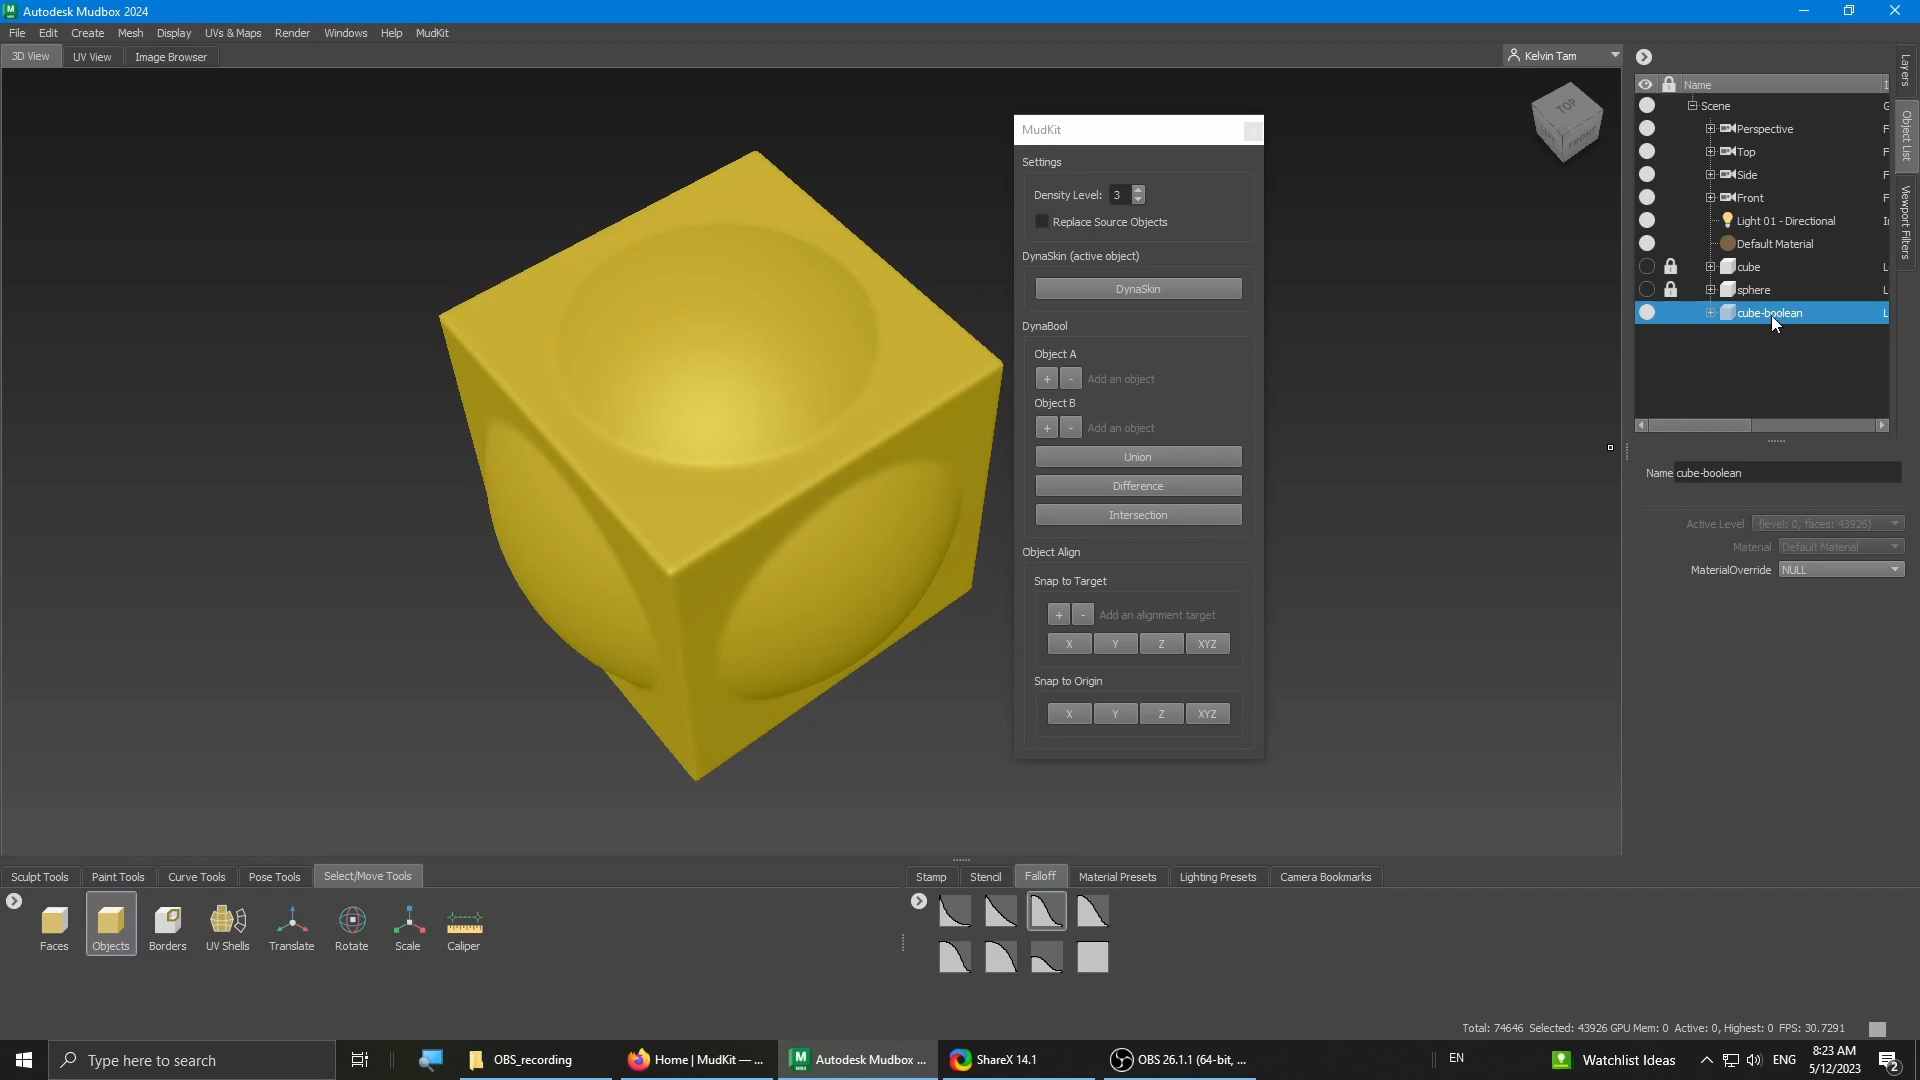 Autodesk Mudbox 2024
File Edit Create Mesh Display UVs & Maps Render Windows Help MudKit
3D View UV View Image Browser
Kelvin Tam
TOP
FRONT
MudKit
Settings
Density Level: 3
Replace Source Objects
DynaSkin (active object)
DynaSkin
DynaBool
Object A
+ - Add an object
Object B
+ - Add an object
Union
Difference
Intersection
Object Align
Snap to Target
+ - Add an alignment target
X Y Z XYZ
Snap to Origin
X Y Z XYZ
Name
Scene
Perspective
Top
Side
Front
Light 01 - Directional
Default Material
cube
sphere
cube-boolean
Layers
Object List
Viewport Filters
Name cube-boolean
Active Level (level: 0, faces: 43926)
Material Default Material
MaterialOverride NULL
Sculpt Tools Paint Tools Curve Tools Pose Tools Select/Move Tools
Faces Objects Borders UV Shells Translate Rotate Scale Caliper
Stamp Stencil Falloff Material Presets Lighting Presets Camera Bookmarks
Total: 74646 Selected: 43926 GPU Mem: 0 Active: 0, Highest: 0 FPS: 30.7291
Type here to search
OBS_recording
Home | MudKit — ...
Autodesk Mudbox ...
ShareX 14.1
OBS 26.1.1 (64-bit, ...
EN
Watchlist Ideas
ENG
8:23 AM
5/12/2023
2